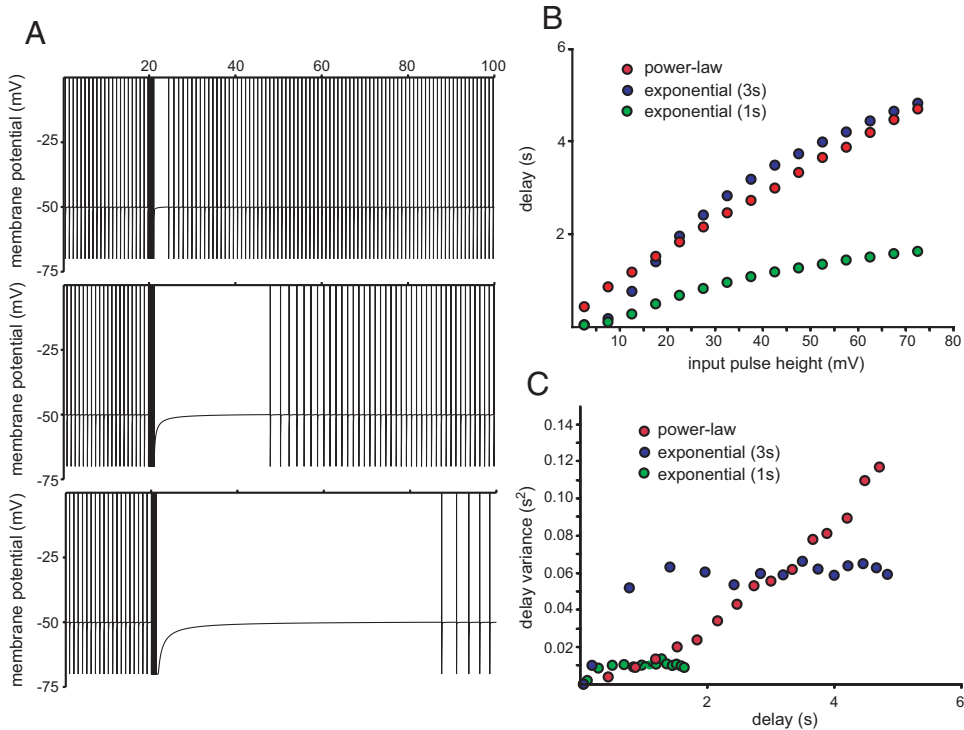 A
20 40 60 80 100
membrane potential (mV)
-25
-50
-75
membrane potential (mV)
-25
-50
-75
membrane potential (mV)
-25
-50
-75
B
6
4
2
delay (s)
power-law
exponential (3s)
exponential (1s)
10 20 30 40 50 60 70 80
input pulse height (mV)
C
0.14
0.12
0.10
0.08
0.06
0.04
0.02
delay variance (s²)
power-law
exponential (3s)
exponential (1s)
2 4 6
delay (s)